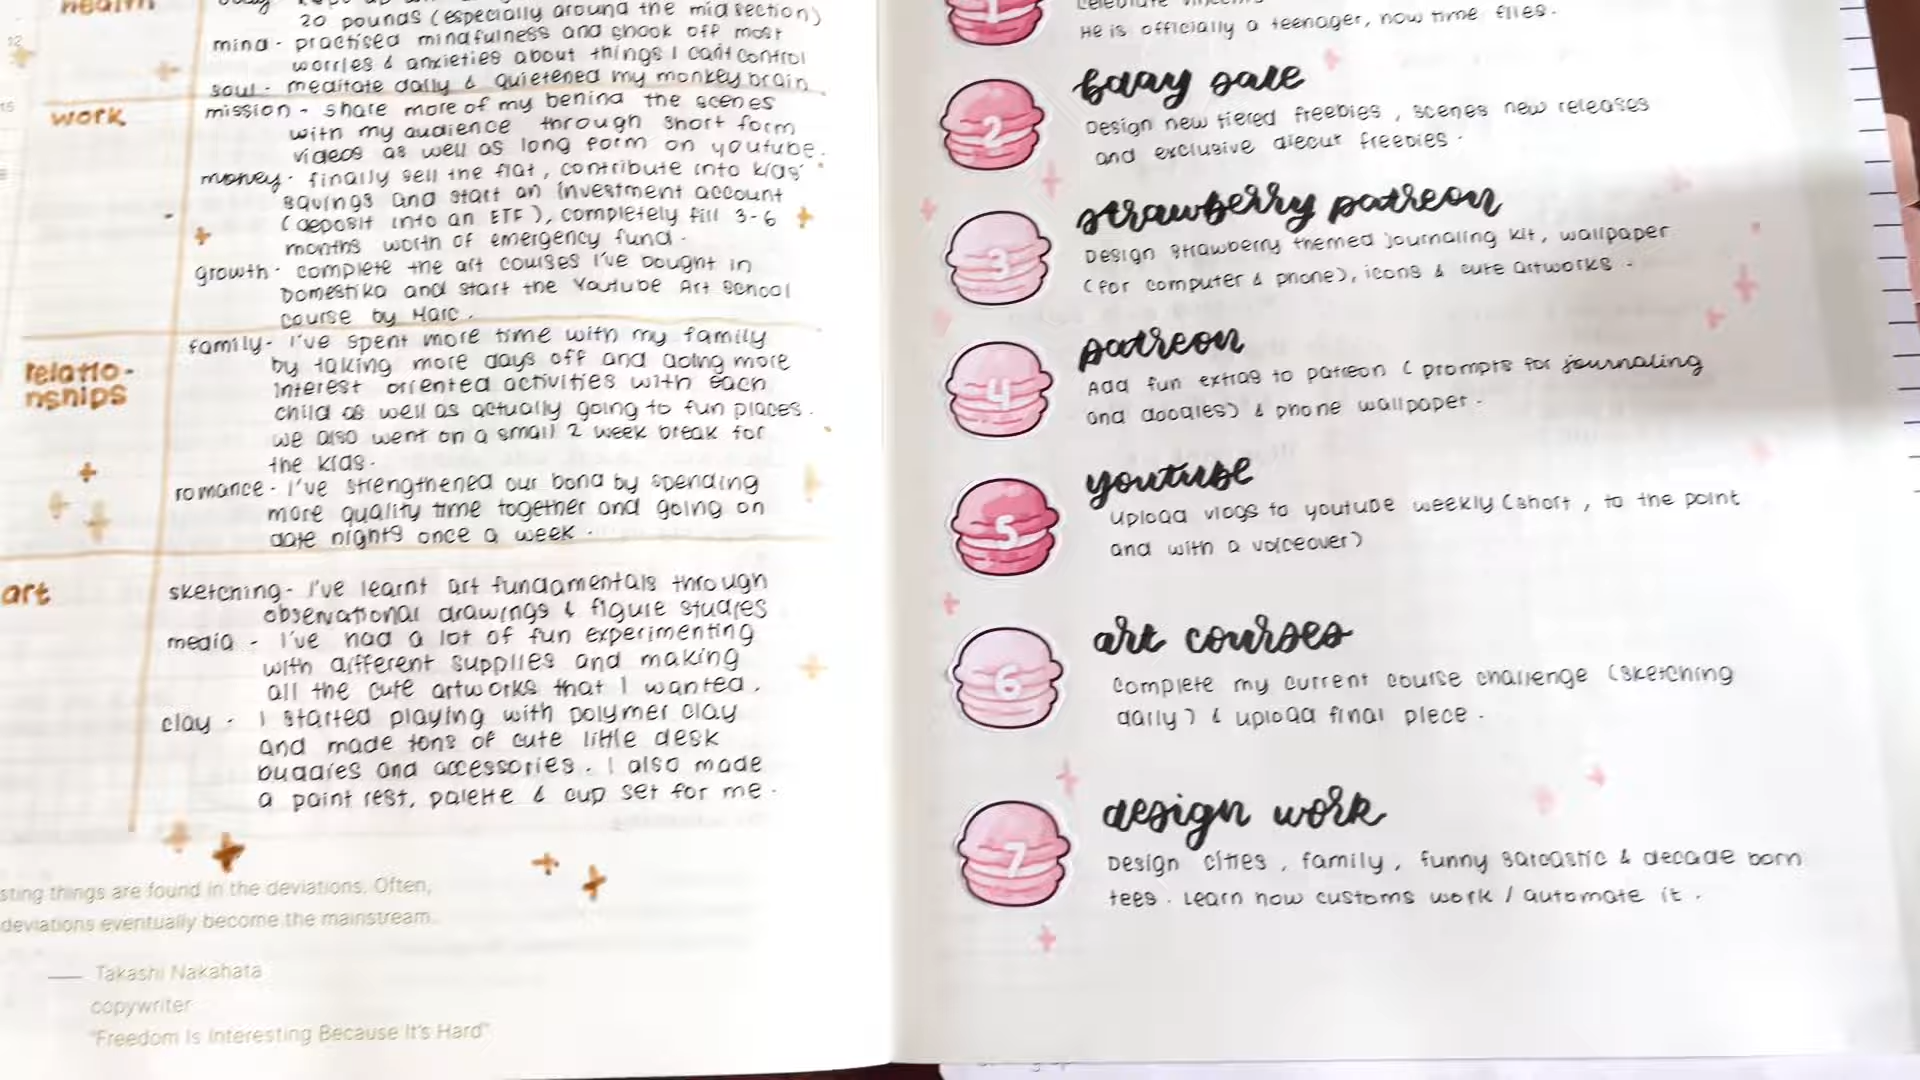 health
20 pounds (especially around the midsection)
mind - practised mindfulness and shook off most
worries & anxieties about things I can't control
soul - meditate daily & quietened my monkey brain
work
mission - share more of my behind the scenes
with my audience through short form
videos as well as long form on youtube.
money - finally sell the flat, contribute into kids'
savings and start an investment account
(deposit into an ETF), completely fill 3-6
months worth of emergency fund.
growth - complete the art courses I've bought in
Domestika and start the Youtube Art School
course by Marc.
relatio-
nships
family - I've spent more time with my family
by taking more days off and doing more
interest oriented activities with each
child as well as actually going to fun places.
we also went on a small 2 week break for
the kids.
romance - I've strengthened our bond by spending
more quality time together and going on
date nights once a week.
art
sketching - I've learnt art fundamentals through
observational drawings & figure studies
media - I've had a lot of fun experimenting
with different supplies and making
all the cute artworks that I wanted.
clay - I started playing with polymer clay
and made tons of cute little desk
buddies and accessories. I also made
a paint rest, palette & cup set for me.
sting things are found in the deviations. Often,
deviations eventually become the mainstream.
Takashi Nakahata
copywriter
"Freedom Is Interesting Because It's Hard"
12
1
He is officially a teenager, how time flies.
2
bday sale
Design new tiered freebies, scenes new releases
and exclusive diecut freebies.
3
strawberry patreon
Design strawberry themed journaling kit, wallpaper
(for computer & phone), icons & cute artworks.
4
patreon
Add fun extras to patreon (prompts for journaling
and doodles) & phone wallpaper.
5
youtube
Upload vlogs to youtube weekly (short, to the point
and with a voiceover)
6
art courses
Complete my current course challenge (sketching
daily) & upload final piece.
7
design work
Design cities, family, funny sarcastic & decade born
tees. Learn how customs work / automate it.